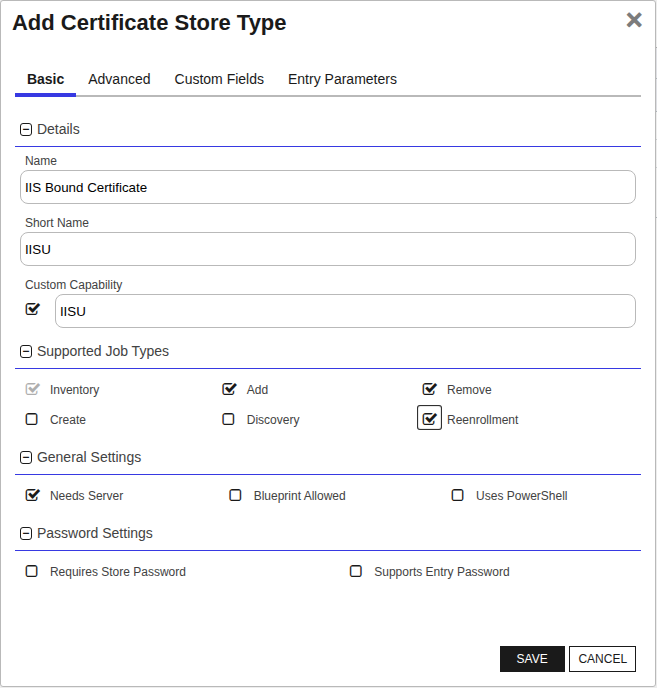 Add Certificate Store Type
Basic Advanced Custom Fields Entry Parameters
Details
Name
IIS Bound Certificate
Short Name
IISU
Custom Capability
IISU
Supported Job Types
Inventory Add Remove
Create Discovery Reenrollment
General Settings
Needs Server Blueprint Allowed Uses PowerShell
Password Settings
Requires Store Password Supports Entry Password
SAVE CANCEL